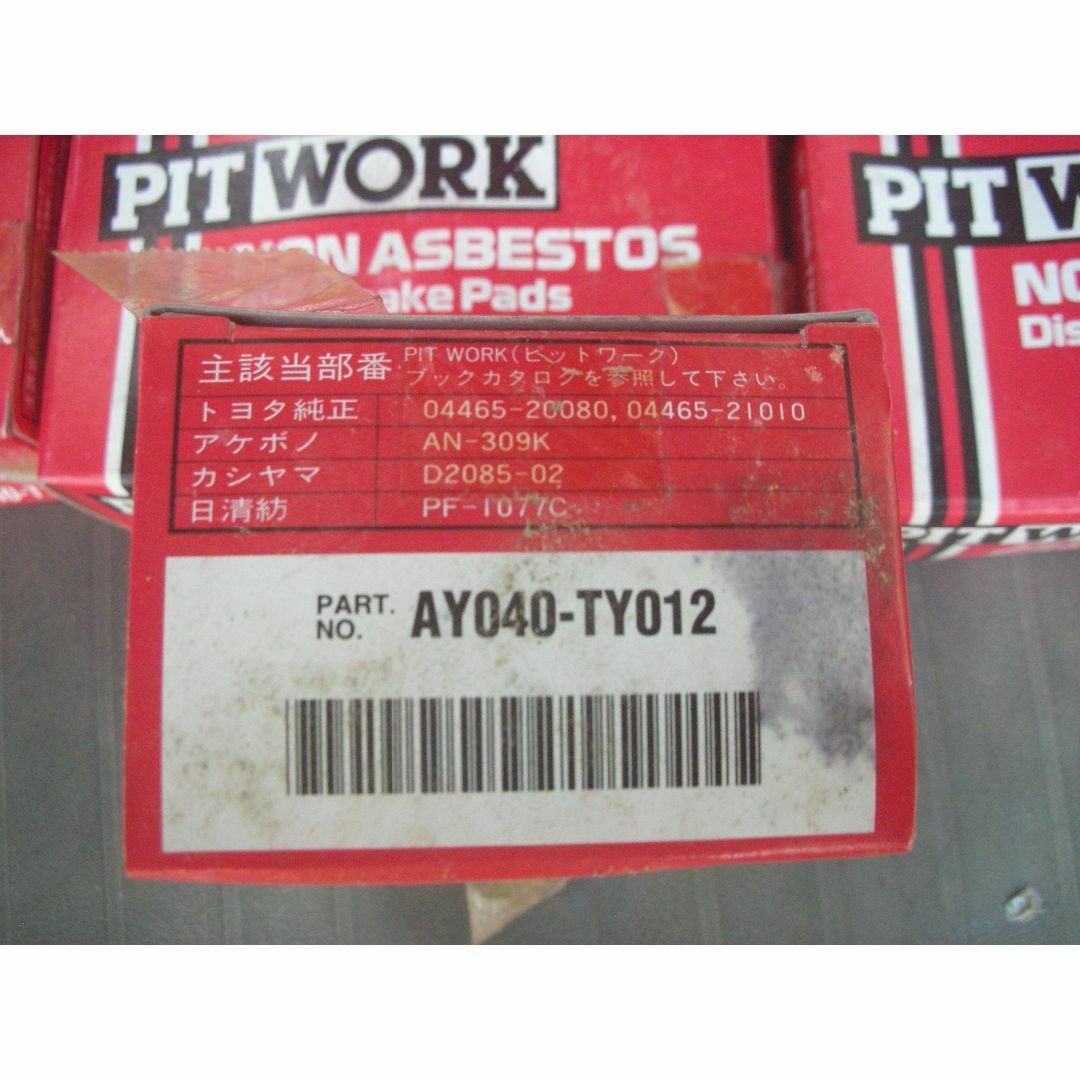 PIT WORK
NON ASBESTOS
ake Pads
PIT W
NO
Dis
主該当部番 PIT WORK(ピットワーク)
ブックカタログを参照して下さい。
トヨタ純正 04465-20080, 04465-21010
アケボノ AN-309K
カシヤマ D2085-02
日清紡 PF-1077C
PIT WO
PART. NO. AY040-TY012